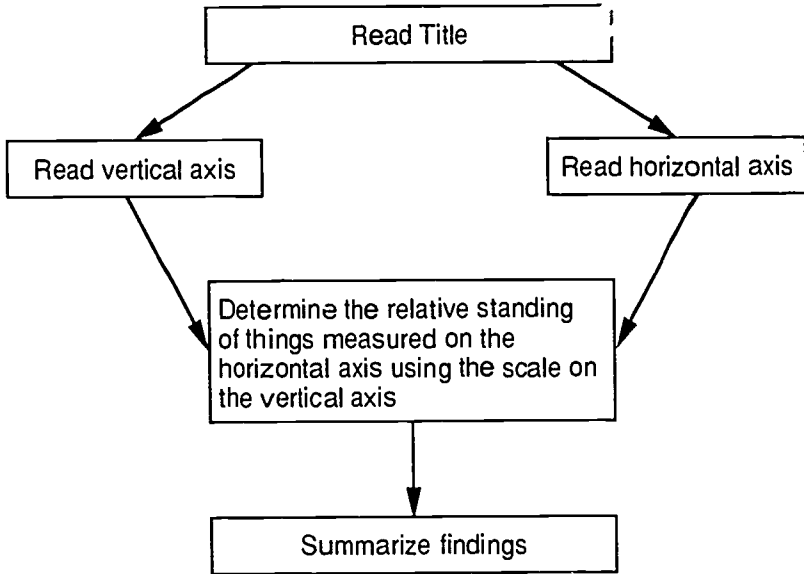 Read Title
Read vertical axis
Read horizontal axis
Determine the relative standing
of things measured on the
horizontal axis using the scale on
the vertical axis
Summarize findings